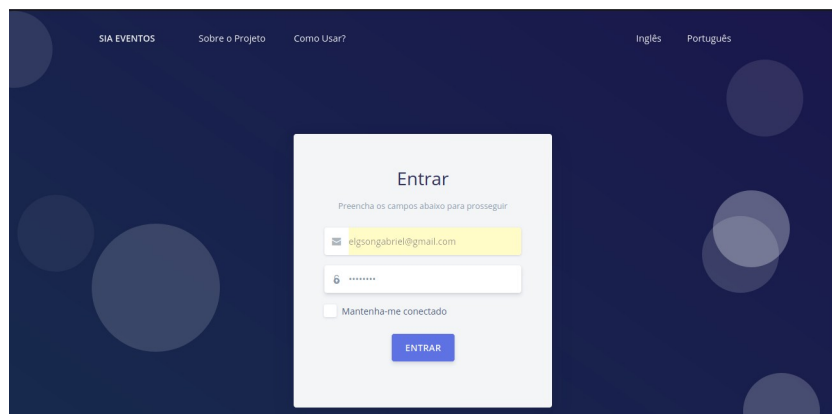 SIA EVENTOS Sobre o Projeto Como Usar? Inglês Português
Entrar
Preencha os campos abaixo para prosseguir
elgsongabriel@gmail.com
••••••••
Mantenha-me conectado
ENTRAR